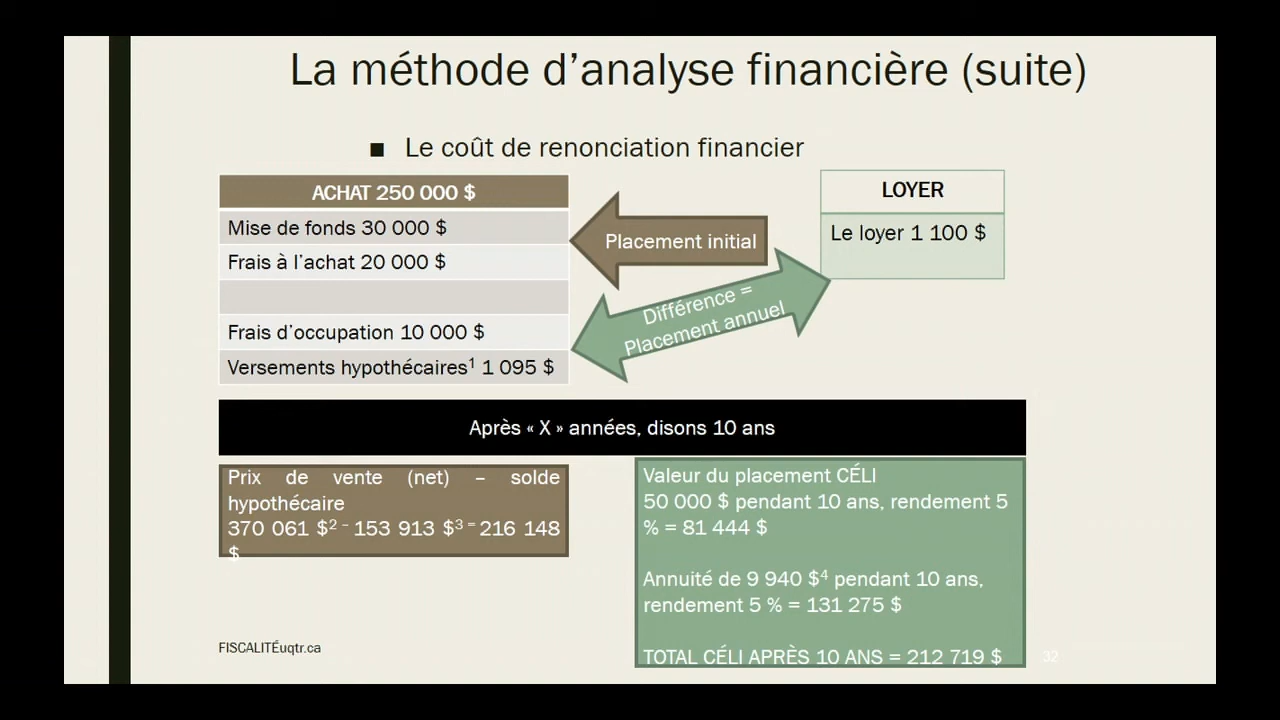 La méthode d’analyse financière (suite)
■ Le coût de renonciation financier
ACHAT 250 000 $
Mise de fonds 30 000 $
Frais à l’achat 20 000 $
Frais d’occupation 10 000 $
Versements hypothécaires¹ 1 095 $
Placement initial
Différence =
Placement annuel
LOYER
Le loyer 1 100 $
Après « X » années, disons 10 ans
Prix de vente (net) – solde
hypothécaire
370 061 $² ⁻ 153 913 $³ ⁼ 216 148
$
Valeur du placement CÉLI
50 000 $ pendant 10 ans, rendement 5
% = 81 444 $
Annuité de 9 940 $⁴ pendant 10 ans,
rendement 5 % = 131 275 $
TOTAL CÉLI APRÈS 10 ANS = 212 719 $
FISCALITÉuqtr.ca
32